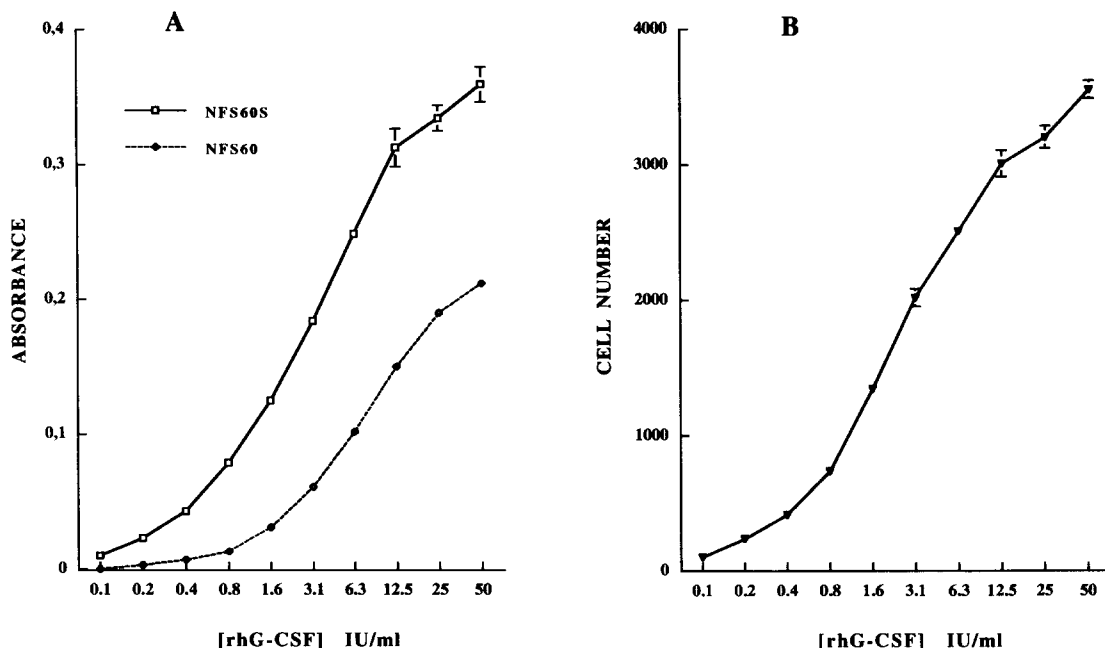 A
0,4
0,3
0,2
0,1
0
ABSORBANCE
NFS60S
NFS60
0.1 0.2 0.4 0.8 1.6 3.1 6.3 12.5 25 50
[rhG-CSF] IU/ml
B
4000
3000
2000
1000
0
CELL NUMBER
0.1 0.2 0.4 0.8 1.6 3.1 6.3 12.5 25 50
[rhG-CSF] IU/ml